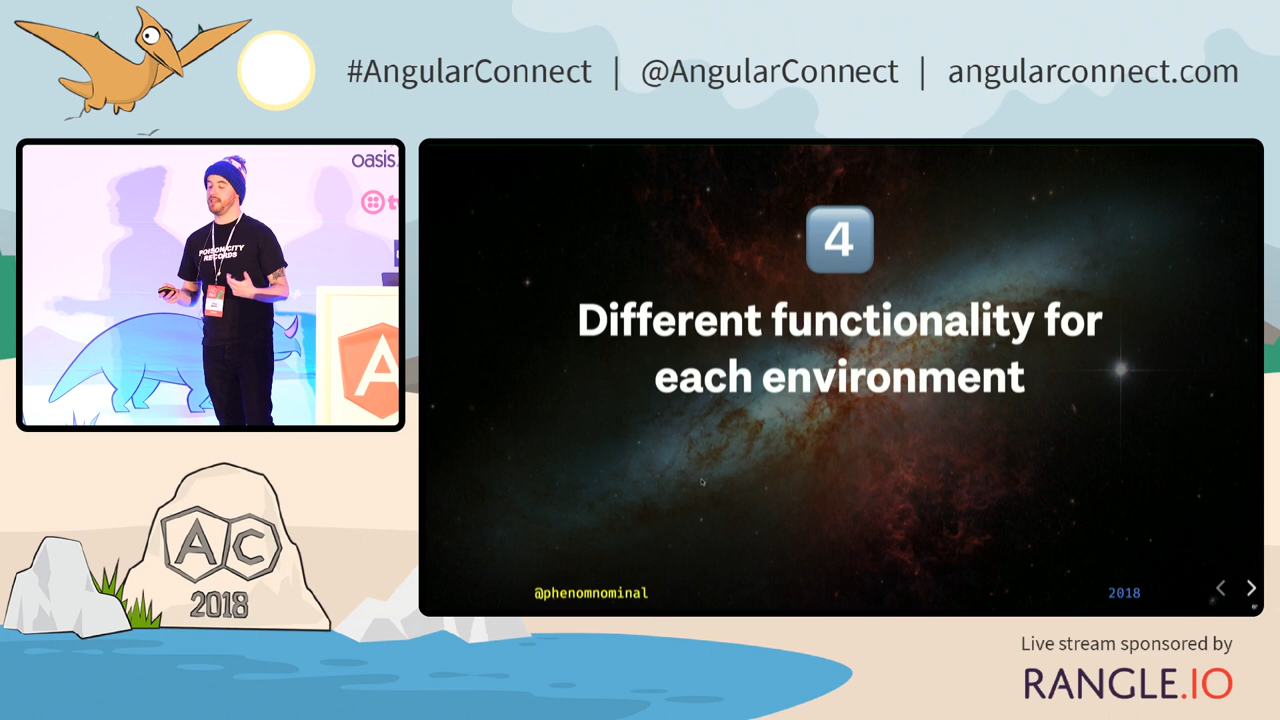 #AngularConnect | @AngularConnect | angularconnect.com
oasis.
t
POISON CITY
RECORDS
A
4
Different functionality for
each environment
@phenomnominal
2018
AC
2018
Live stream sponsored by
RANGLE.IO